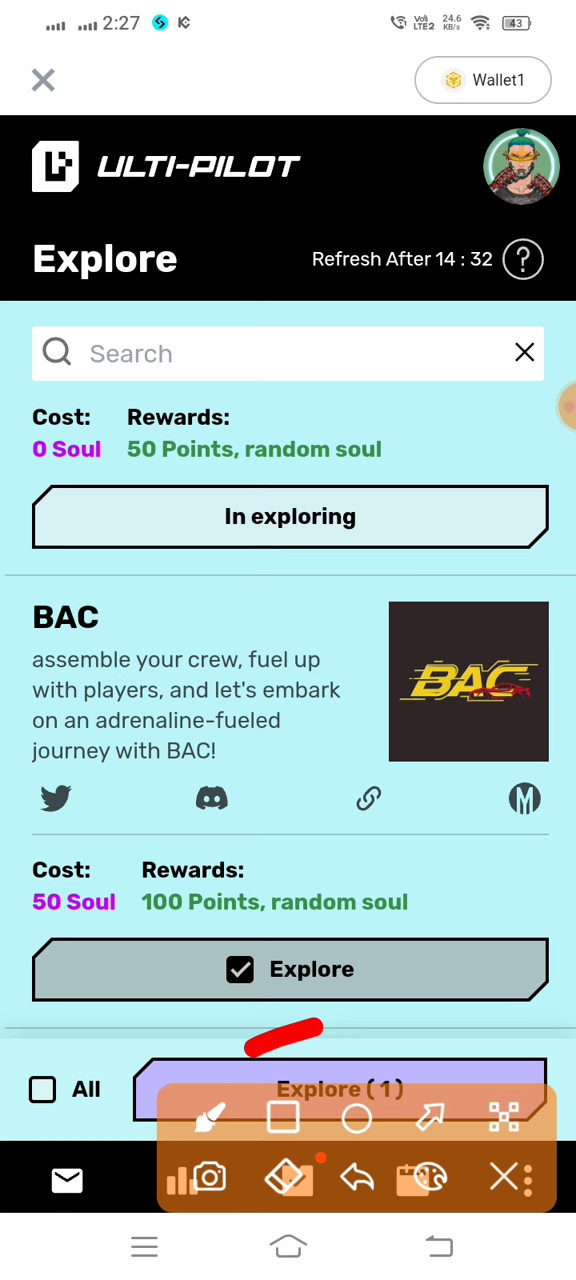 2:27
Vo))
LTE2
24.6
KB/s
43
Wallet1
ULTI-PILOT
Explore
Refresh After 14 : 32
?
Search
Cost:
Rewards:
0 Soul
50 Points, random soul
In exploring
BAC
assemble your crew, fuel up
with players, and let's embark
on an adrenaline-fueled
journey with BAC!
BAC
Cost:
Rewards:
50 Soul
100 Points, random soul
Explore
All
Explore ( 1 )